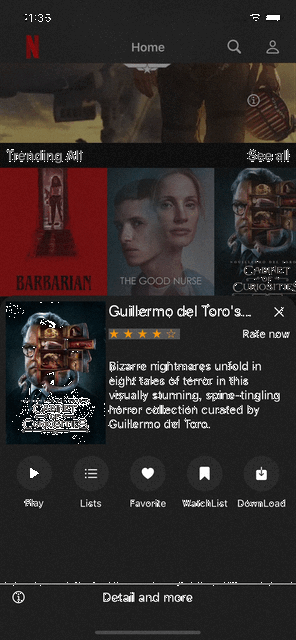 1:35
N
Home
Trending All
See all
BARBARIAN
THE GOOD NURSE
CABINET
OF
CURIOSITIES
Guillermo del Toro's...
Rate now
Bizarre nightmares unfold in
eight tales of terror in this
visually stunning, spine-tingling
horror collection curated by
Guillermo del Toro.
CABINET
CURIOSITIES
Play
Lists
Favorite
WatchList
DownLoad
Detail and more